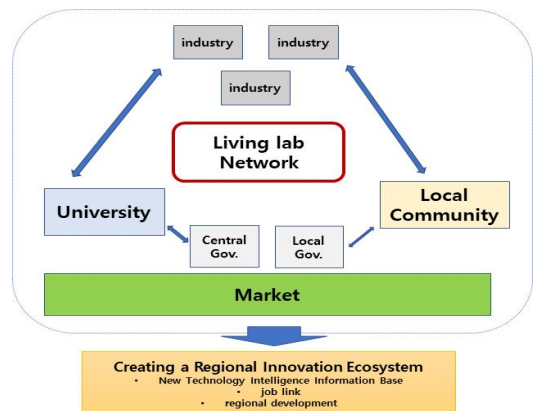 industry
industry
industry
Living lab
Network
University
Local
Community
Central
Gov.
Local
Gov.
Market
Creating a Regional Innovation Ecosystem
• New Technology Intelligence Information Base
• job link
• regional development